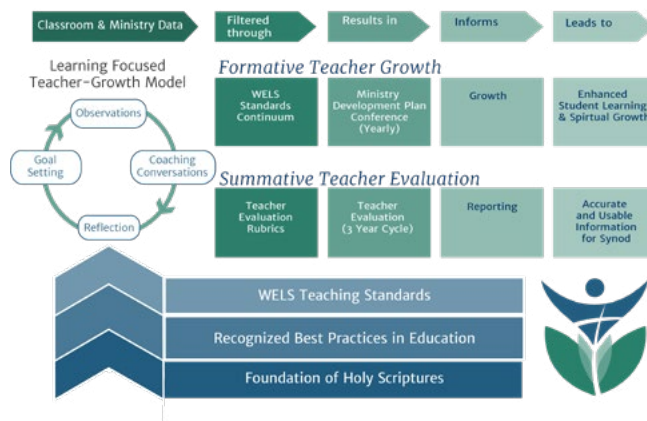 Classroom & Ministry Data
Filtered
through
Results in
Informs
Leads to
Learning Focused
Teacher-Growth Model
Observations
Goal
Setting
Coaching
Conversations
Reflection
Formative Teacher Growth
WELS
Standards
Continuum
Ministry
Development Plan
Conference
(Yearly)
Growth
Enhanced
Student Learning
& Spirtual Growth
Summative Teacher Evaluation
Teacher
Evaluation
Rubrics
Teacher
Evaluation
(3 Year Cycle)
Reporting
Accurate
and Usable
Information
for Synod
WELS Teaching Standards
Recognized Best Practices in Education
Foundation of Holy Scriptures